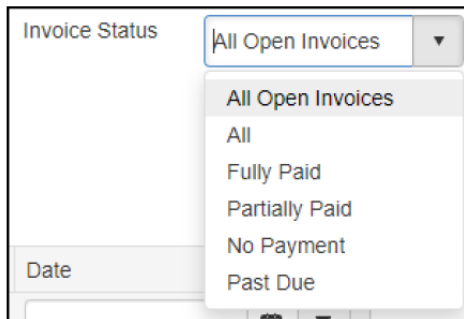 Invoice Status
All Open Invoices
All Open Invoices
All
Fully Paid
Partially Paid
No Payment
Past Due
Date